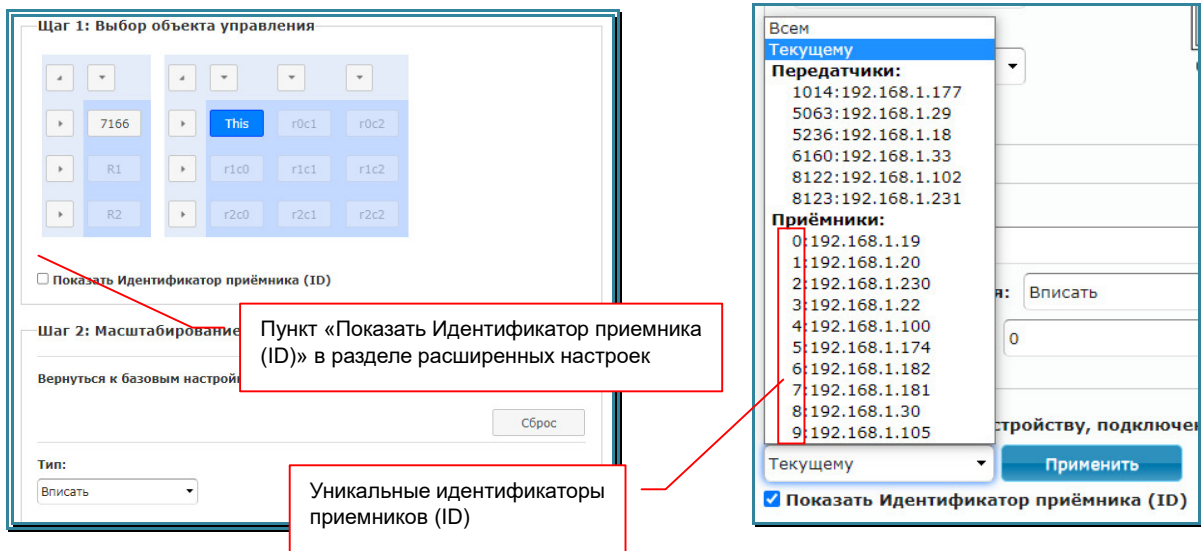 Щаг 1: Выбор объекта управления
7166 This r0c1 r0c2
R1 r1c0 r1c1 r1c2
R2 r2c0 r2c1 r2c2
Показать Идентификатор приёмника (ID)
Шаг 2: Масштабирование
Вернуться к базовым настрой
Сброс
Тип:
Вписать
Пункт «Показать Идентификатор приемника
(ID)» в разделе расширенных настроек
Уникальные идентификаторы
приемников (ID)
Всем
Текущему
Передатчики:
1014:192.168.1.177
5063:192.168.1.29
5236:192.168.1.18
6160:192.168.1.33
8122:192.168.1.102
8123:192.168.1.231
Приёмники:
0:192.168.1.19
1:192.168.1.20
2:192.168.1.230
3:192.168.1.22
4:192.168.1.100
5:192.168.1.174
6:192.168.1.182
7:192.168.1.181
8:192.168.1.30
9:192.168.1.105
я: Вписать
0
стройству, подключе
Текущему
Применить
Показать Идентификатор приёмника (ID)